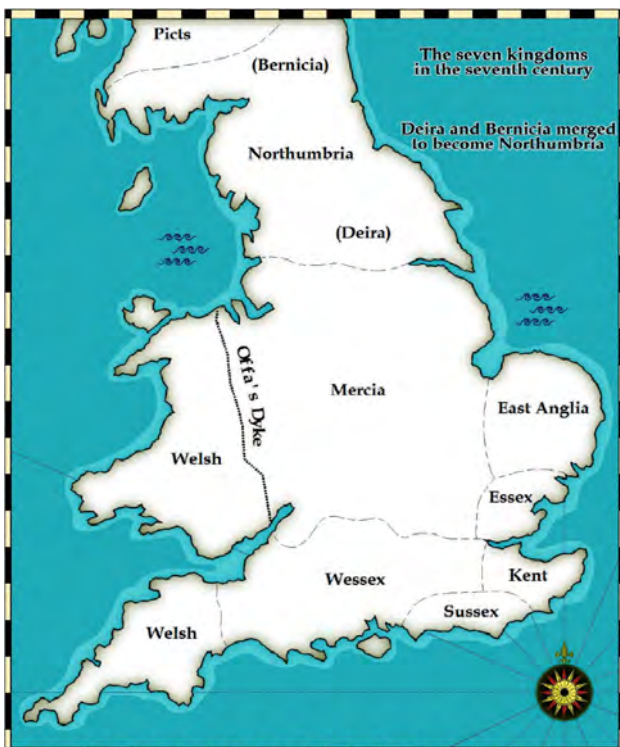 Picts
(Bernicia)
The seven kingdoms
in the seventh century
Deira and Bernicia merged
to become Northumbria
Northumbria
(Deira)
Offa's Dyke
Mercia
East Anglia
Welsh
Essex
Wessex
Kent
Sussex
Welsh